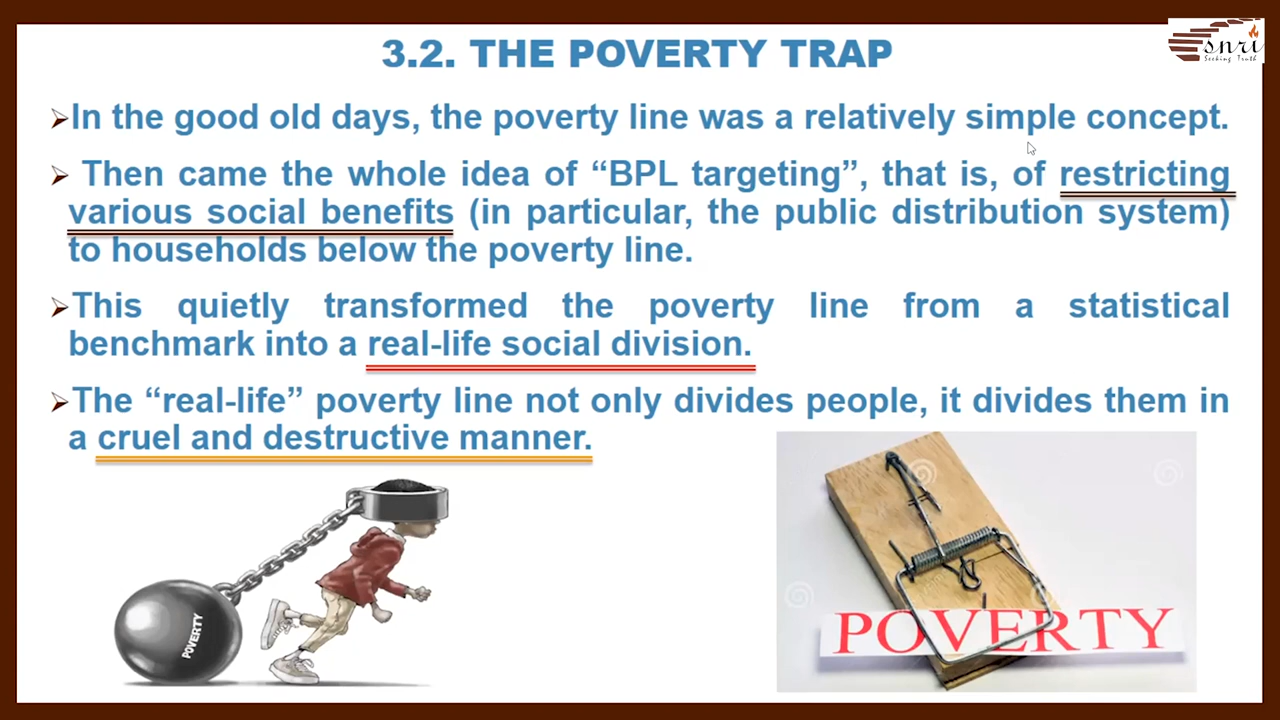 3.2. THE POVERTY TRAP
snri
Seeking Truth
➢In the good old days, the poverty line was a relatively simple concept.
➢ Then came the whole idea of “BPL targeting”, that is, of restricting
various social benefits (in particular, the public distribution system)
to households below the poverty line.
➢This quietly transformed the poverty line from a statistical
benchmark into a real-life social division.
➢The “real-life” poverty line not only divides people, it divides them in
a cruel and destructive manner.
POVERTY
POVERTY